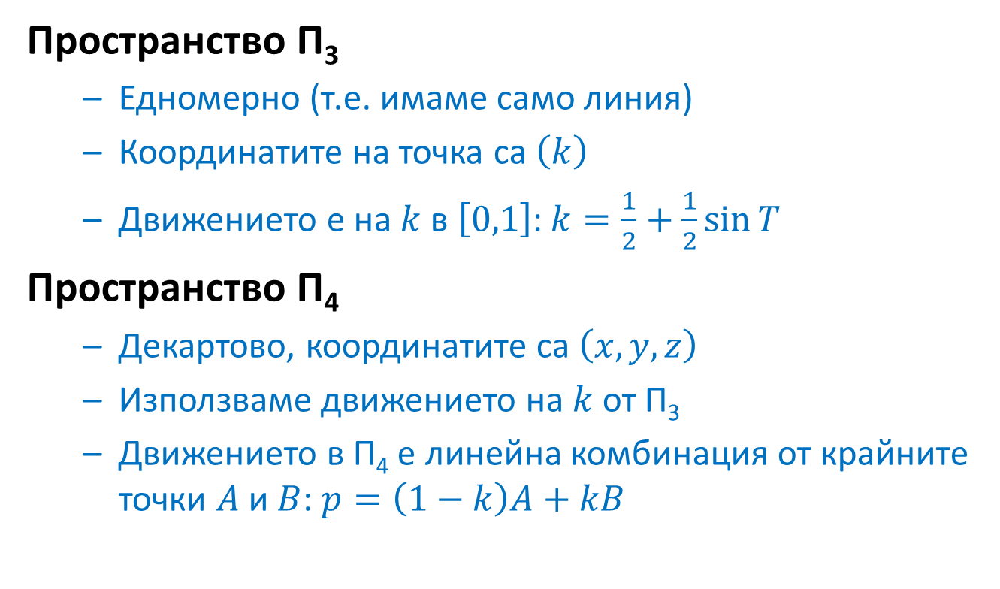 Пространство П₃
– Едномерно (т.е. имаме само линия)
– Координатите на точка са (k)
– Движението е на k в [0,1]: k = 1/2 + 1/2 sin T
Пространство П₄
– Декартово, координатите са (x, y, z)
– Използваме движението на k от П₃
– Движението в П₄ е линейна комбинация от крайните
точки A и B: p = (1 − k)A + kB